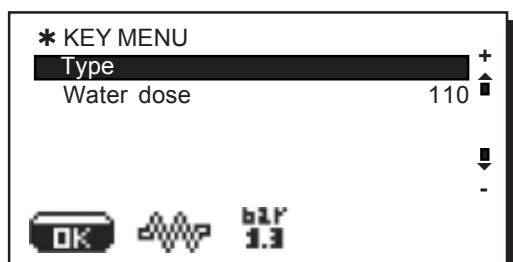 ✱ KEY MENU
Type
Water dose 110
+
-
OK
bar
1.3